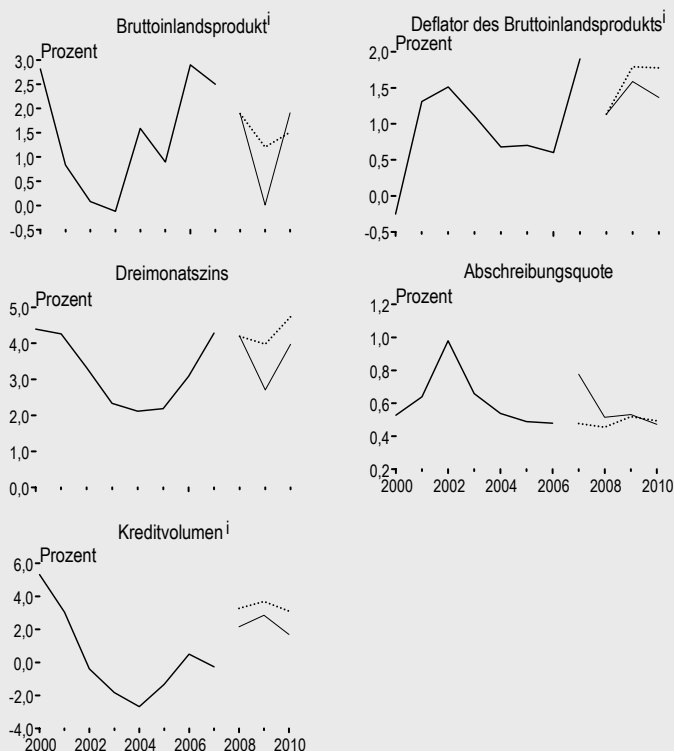 Bruttoinlandsprodukt i
Prozent
3,0
2,5
2,0
1,5
1,0
0,5
0,0
-0,5
Deflator des Bruttoinlandsprodukts i
Prozent
2,0
1,5
1,0
0,5
0,0
-0,5
Dreimonatszins
Prozent
5,0
4,0
3,0
2,0
1,0
0,0
Abschreibungsquote
Prozent
1,2
1,0
0,8
0,6
0,4
0,2
2000 2002 2004 2006 2008 2010
Kreditvolumen i
Prozent
6,0
4,0
2,0
0,0
-2,0
-4,0
2000 2002 2004 2006 2008 2010